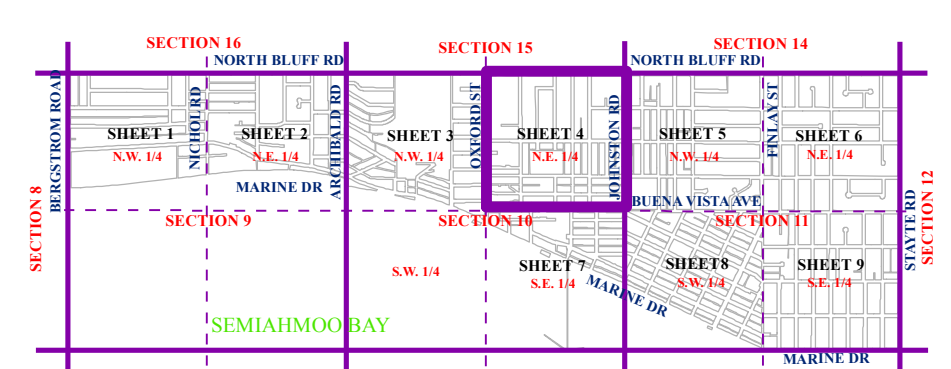 SECTION 16
SECTION 15
SECTION 14
NORTH BLUFF RD
NORTH BLUFF RD
BERGSTROM ROAD
NICHOL RD
ARCHIBALD RD
OXFORD ST
JOHNSTON RD
FINLAY ST
SHEET 1
N.W. 1/4
SHEET 2
N.E. 1/4
SHEET 3
N.W. 1/4
SHEET 4
N.E. 1/4
SHEET 5
N.W. 1/4
SHEET 6
N.E. 1/4
MARINE DR
BUENA VISTA AVE
SECTION 8
SECTION 9
SECTION 10
SECTION 11
SECTION 12
STAYTE RD
S.W. 1/4
SHEET 7
S.E. 1/4
MARINE DR
SHEET8
S.W. 1/4
SHEET 9
S.E. 1/4
SEMIAHMOO BAY
MARINE DR